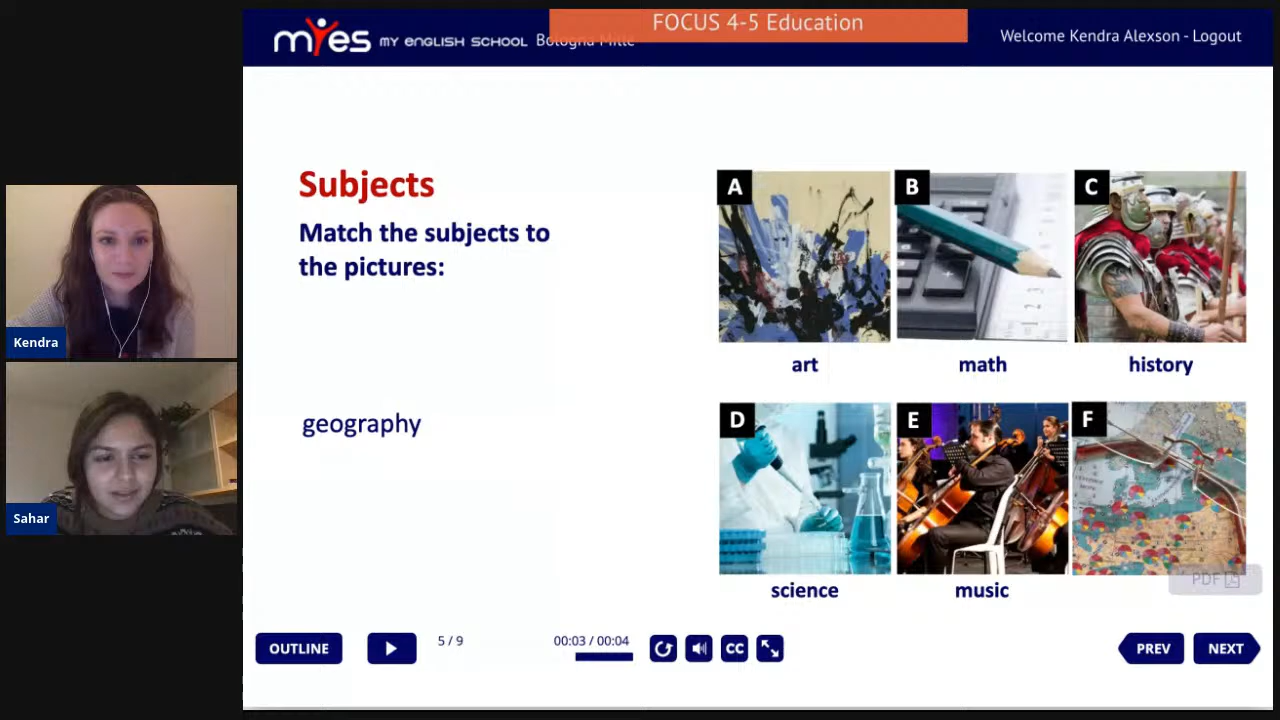 FOCUS 4-5 Education
myes MY ENGLISH SCHOOL Bologna Mille
Welcome Kendra Alexson - Logout
Subjects
Match the subjects to
the pictures:
geography
A
B
C
art
math
history
D
E
F
science
music
Kendra
Sahar
PDF
OUTLINE
5 / 9
00:03 / 00:04
CC
PREV
NEXT